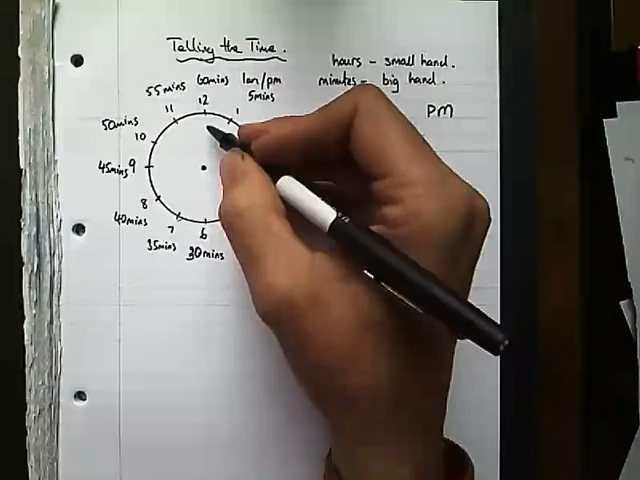 Telling the Time.
hours - small hand.
minutes - big hand.
PM
55mins 60mins 1am/pm
5mins
12
11 1
50mins
10
45mins 9
8
40mins
7 6
35mins 30mins